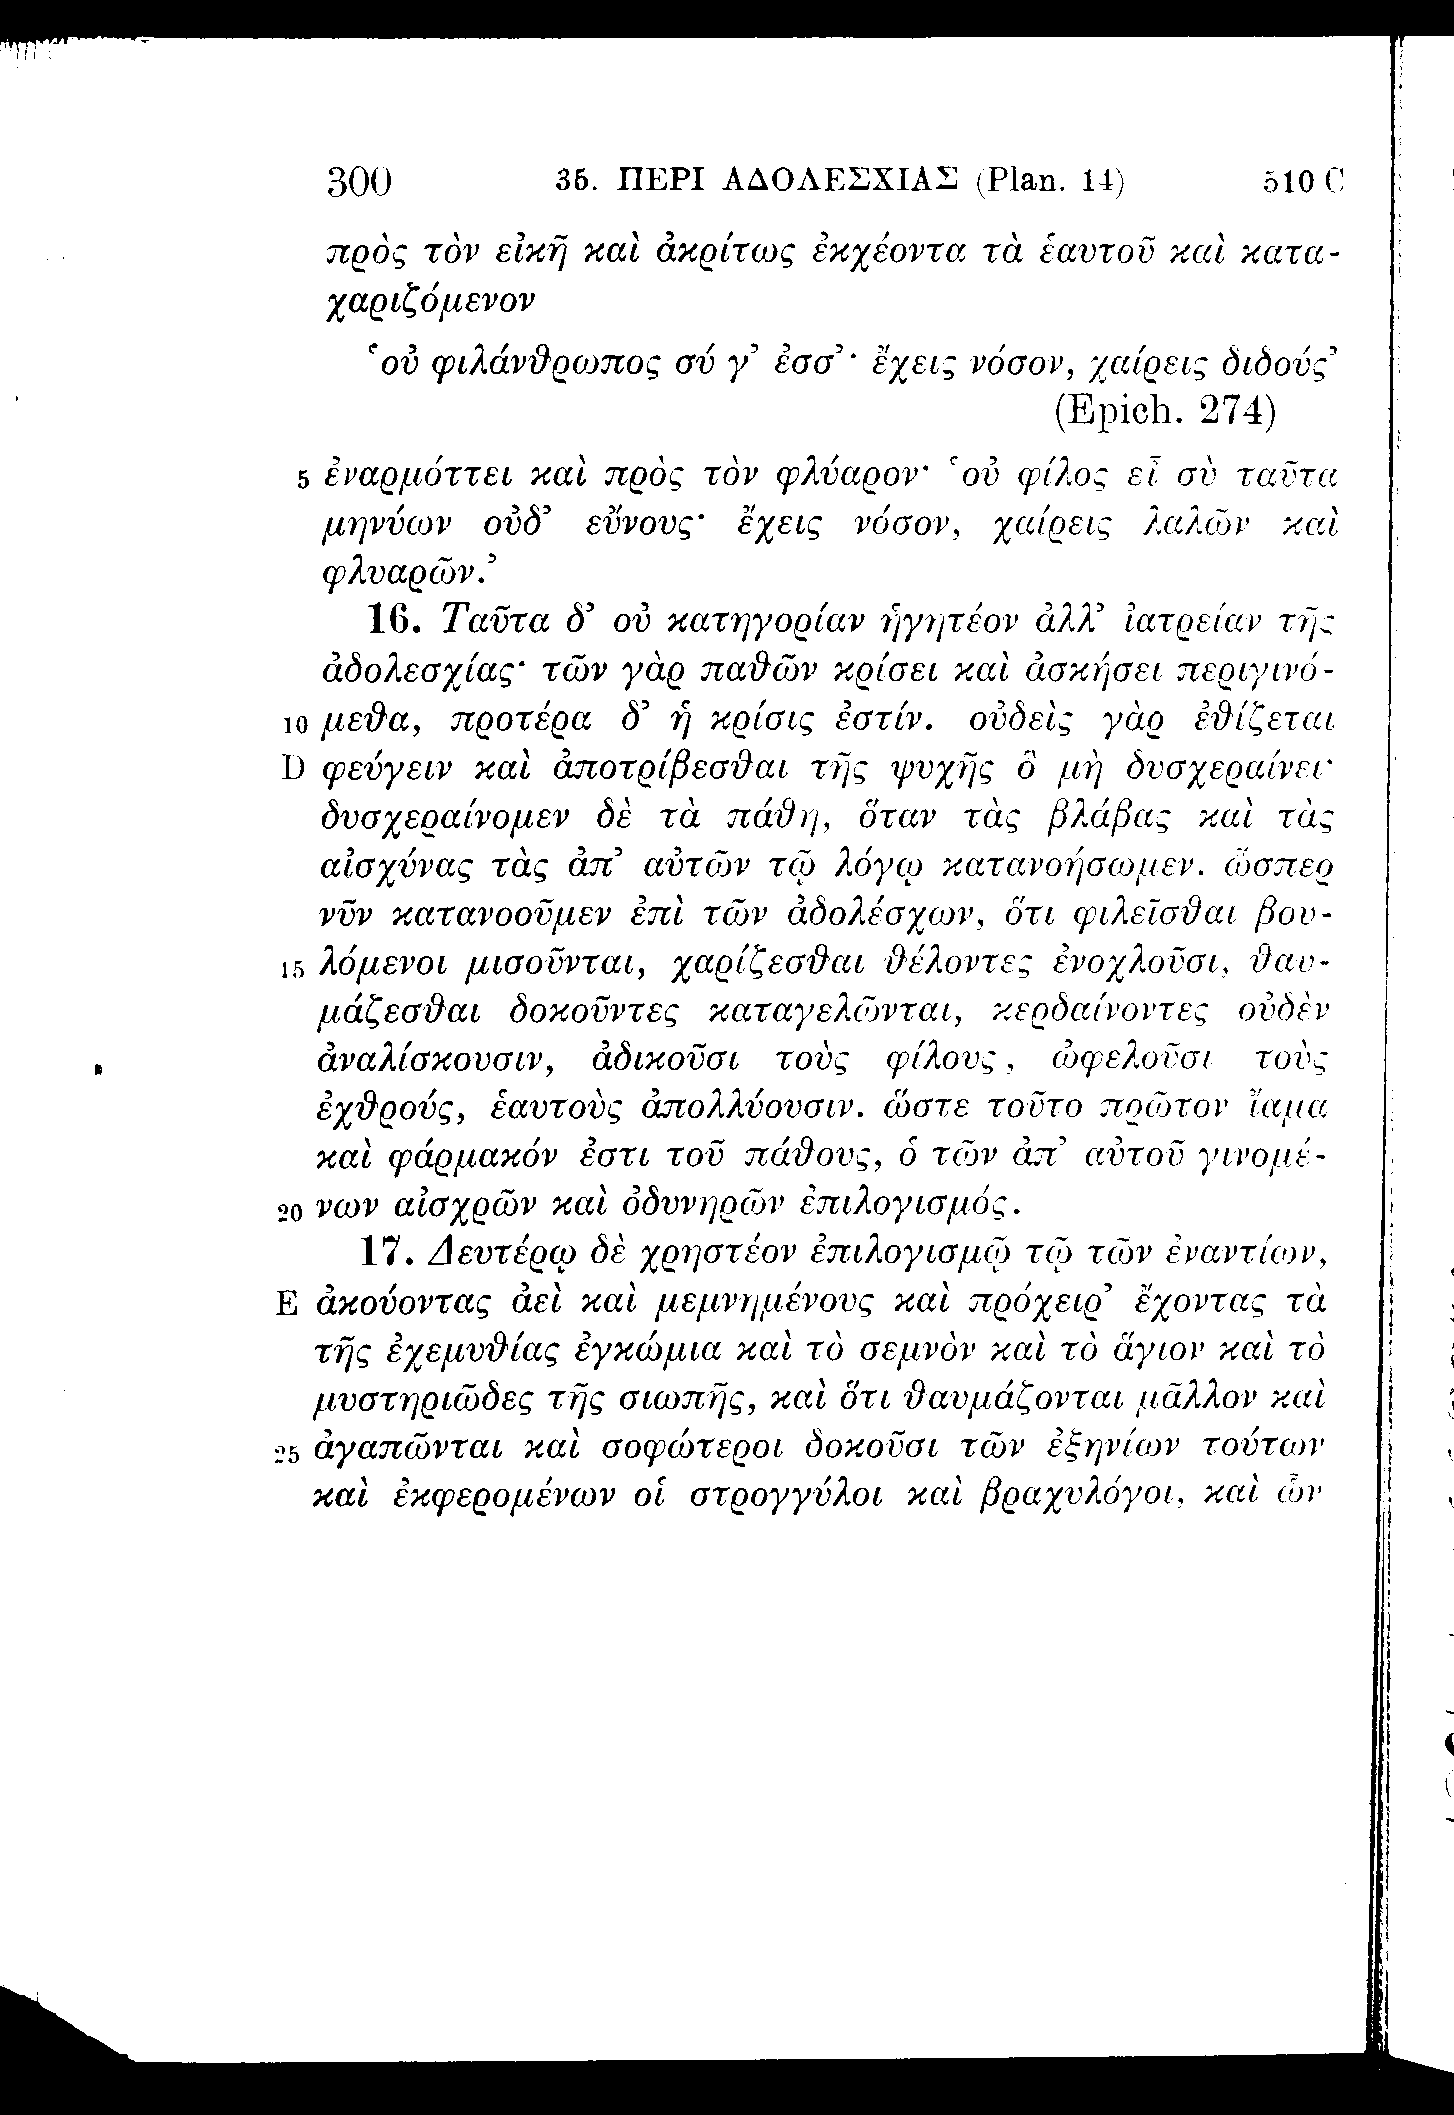 300 35. ΠΕΡΙ ΑΔΟΛΕΣΧΙΑΣ (Plan. 14) 510 C
πρὸς τὸν εἰκῆ καὶ ἀκρίτως ἐκχέοντα τὰ ἑαυτοῦ καὶ κατα-
χαριζόμενον
‘οὐ φιλάνθρωπος σύ γ’ ἐσσ’· ἔχεις νόσον, χαίρεις διδούς’
(Epich. 274)
5 ἐναρμόττει καὶ πρὸς τὸν φλύαρον· ‘οὐ φίλος εἶ σὺ ταῦτα
μηνύων οὐδ’ εὔνους· ἔχεις νόσον, χαίρεις λαλῶν καὶ
φλυαρῶν.’
16. Ταῦτα δ’ οὐ κατηγορίαν ἡγητέον ἀλλ’ ἰατρείαν τῆς
ἀδολεσχίας· τῶν γὰρ παθῶν κρίσει καὶ ἀσκήσει περιγινό-
10 μεθα, προτέρα δ’ ἡ κρίσις ἐστίν. οὐδεὶς γὰρ ἐθίζεται
D φεύγειν καὶ ἀποτρίβεσθαι τῆς ψυχῆς ὃ μὴ δυσχεραίνει·
δυσχεραίνομεν δὲ τὰ πάθη, ὅταν τὰς βλάβας καὶ τὰς
αἰσχύνας τὰς ἀπ’ αὐτῶν τῷ λόγῳ κατανοήσωμεν. ὥσπερ
νῦν κατανοοῦμεν ἐπὶ τῶν ἀδολέσχων, ὅτι φιλεῖσθαι βου-
15 λόμενοι μισοῦνται, χαρίζεσθαι θέλοντες ἐνοχλοῦσι, θαυ-
μάζεσθαι δοκοῦντες καταγελῶνται, κερδαίνοντες οὐδὲν
ἀναλίσκουσιν, ἀδικοῦσι τοὺς φίλους, ὠφελοῦσι τοὺς
ἐχθρούς, ἑαυτοὺς ἀπολλύουσιν. ὥστε τοῦτο πρῶτον ἴαμα
καὶ φάρμακόν ἐστι τοῦ πάθους, ὁ τῶν ἀπ’ αὐτοῦ γινομέ-
20 νων αἰσχρῶν καὶ ὀδυνηρῶν ἐπιλογισμός.
17. Δευτέρῳ δὲ χρηστέον ἐπιλογισμῷ τῷ τῶν ἐναντίων,
E ἀκούοντας ἀεὶ καὶ μεμνημένους καὶ πρόχειρ’ ἔχοντας τὰ
τῆς ἐχεμυθίας ἐγκώμια καὶ τὸ σεμνὸν καὶ τὸ ἅγιον καὶ τὸ
μυστηριῶδες τῆς σιωπῆς, καὶ ὅτι θαυμάζονται μᾶλλον καὶ
25 ἀγαπῶνται καὶ σοφώτεροι δοκοῦσι τῶν ἐξηνίων τούτων
καὶ ἐκφερομένων οἱ στρογγύλοι καὶ βραχυλόγοι, καὶ ὧν